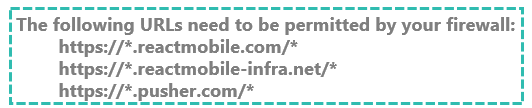 The following URLs need to be permitted by your firewall:
https://*.reactmobile.com/*
https://*.reactmobile-infra.net/*
https://*.pusher.com/*